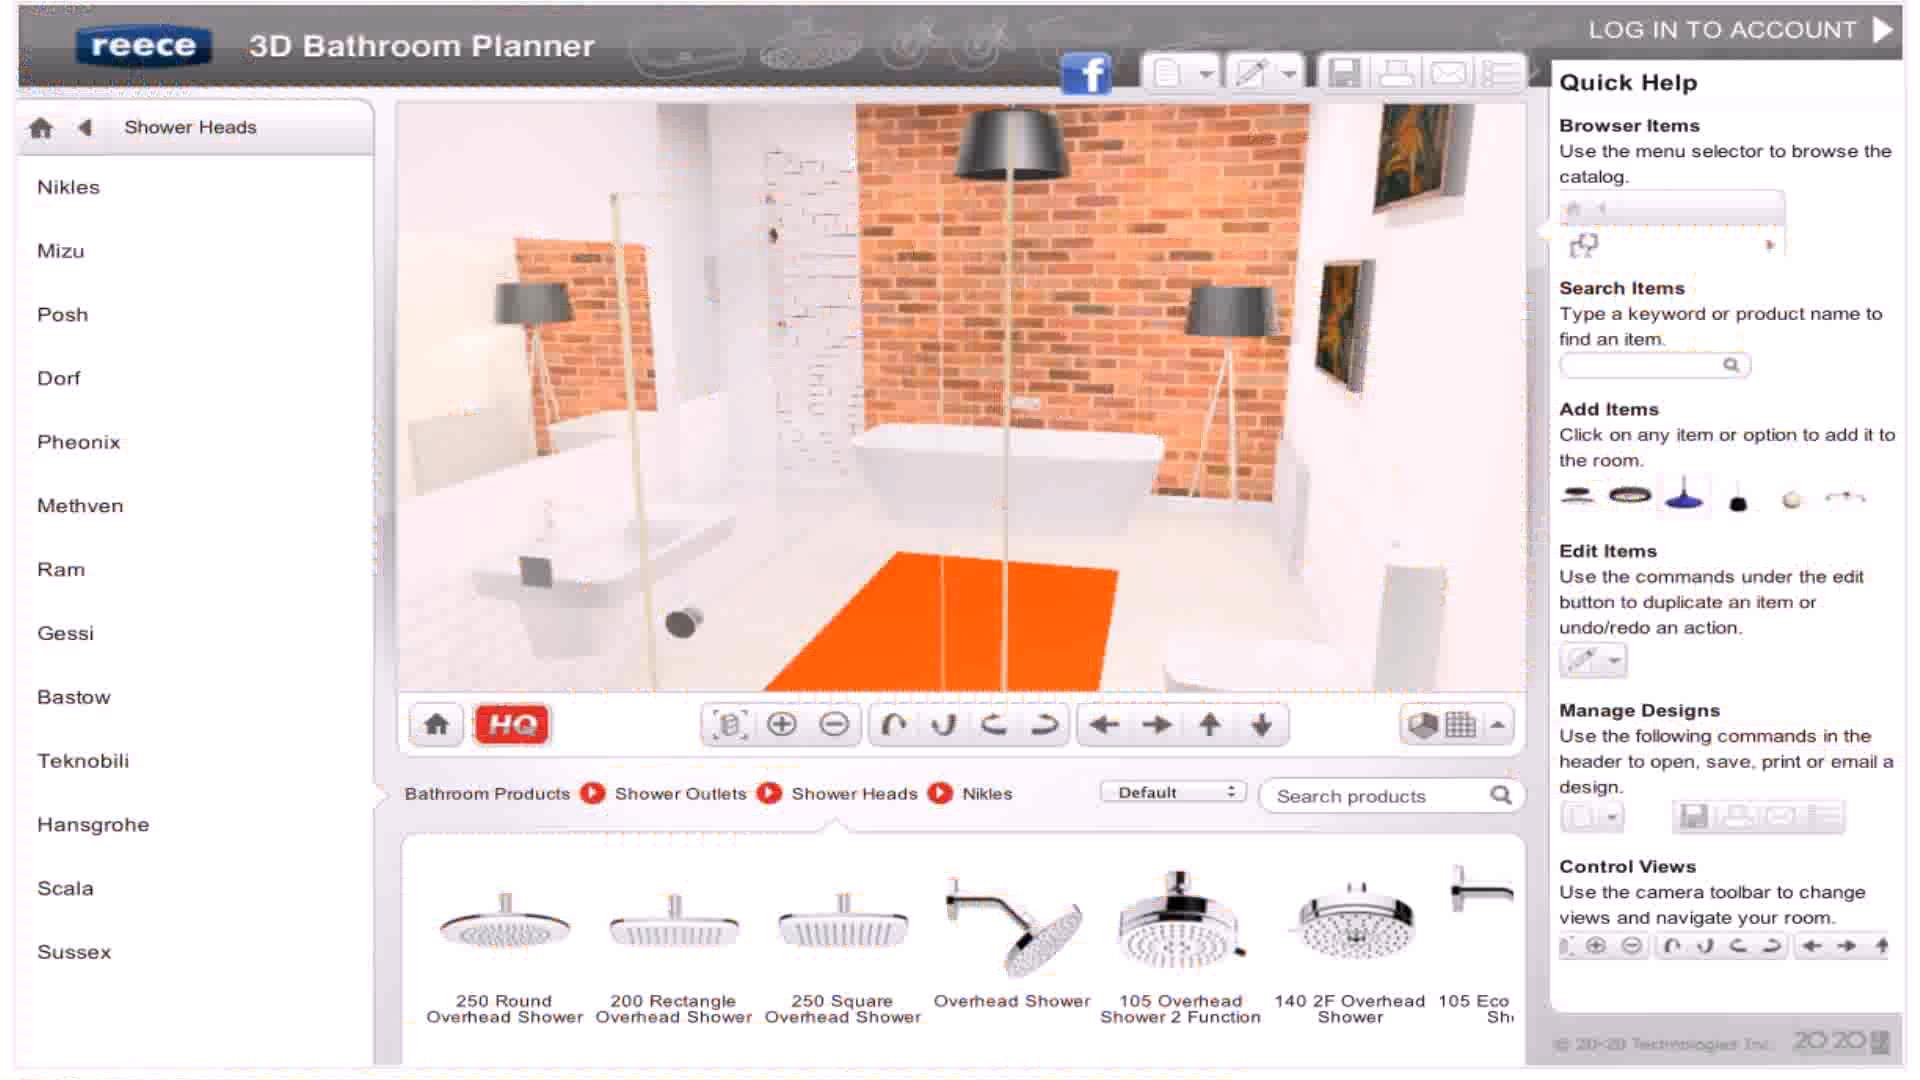 reece
3D Bathroom Planner
LOG IN TO ACCOUNT
Shower Heads
Nikles
Mizu
Posh
Dorf
Pheonix
Methven
Ram
Gessi
Bastow
Teknobili
Hansgrohe
Scala
Sussex
HQ
Bathroom Products
Shower Outlets
Shower Heads
Nikles
Default
Search products
250 Round
Overhead Shower
200 Rectangle
Overhead Shower
250 Square
Overhead Shower
Overhead Shower
105 Overhead
Shower 2 Function
140 2F Overhead
Shower
105 Eco
Sh
Quick Help
Browser Items
Use the menu selector to browse the
catalog.
Search Items
Type a keyword or product name to
find an item.
Add Items
Click on any item or option to add it to
the room.
Edit Items
Use the commands under the edit
button to duplicate an item or
undo/redo an action.
Manage Designs
Use the following commands in the
header to open, save, print or email a
design.
Control Views
Use the camera toolbar to change
views and navigate your room.
© 20-20 Technologies Inc.
20 20